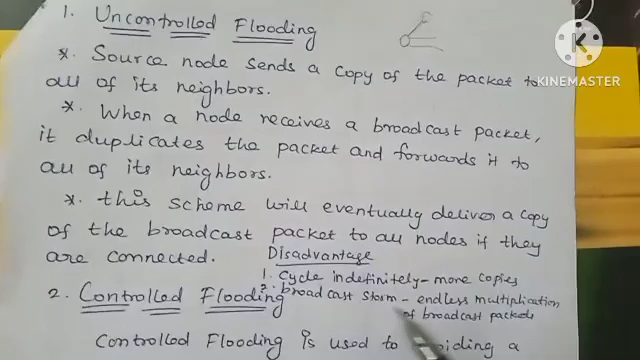 1. Uncontrolled Flooding
* Source node sends a copy of the packet to
all of its neighbors.
* When a node receives a broadcast packet,
it duplicates the packet and forwards it to
all of its neighbors.
* This scheme will eventually deliver a copy
of the broadcast packet to all nodes if they
are connected.
Disadvantage
1. Cycle indefinitely - more copies
2. broadcast storm - endless multiplication
of broadcast packets
2. Controlled Flooding
Controlled Flooding is used to a
KINEMASTER